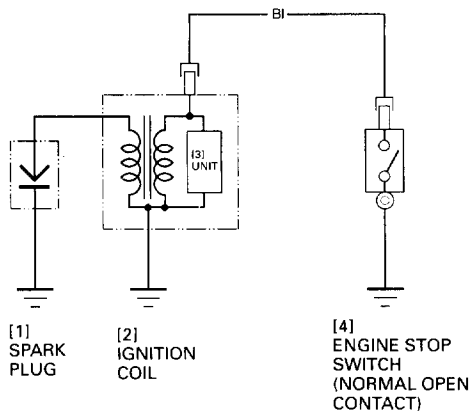 Bl
[3]
UNIT
[1]
SPARK
PLUG
[2]
IGNITION
COIL
[4]
ENGINE STOP
SWITCH
(NORMAL OPEN
CONTACT)